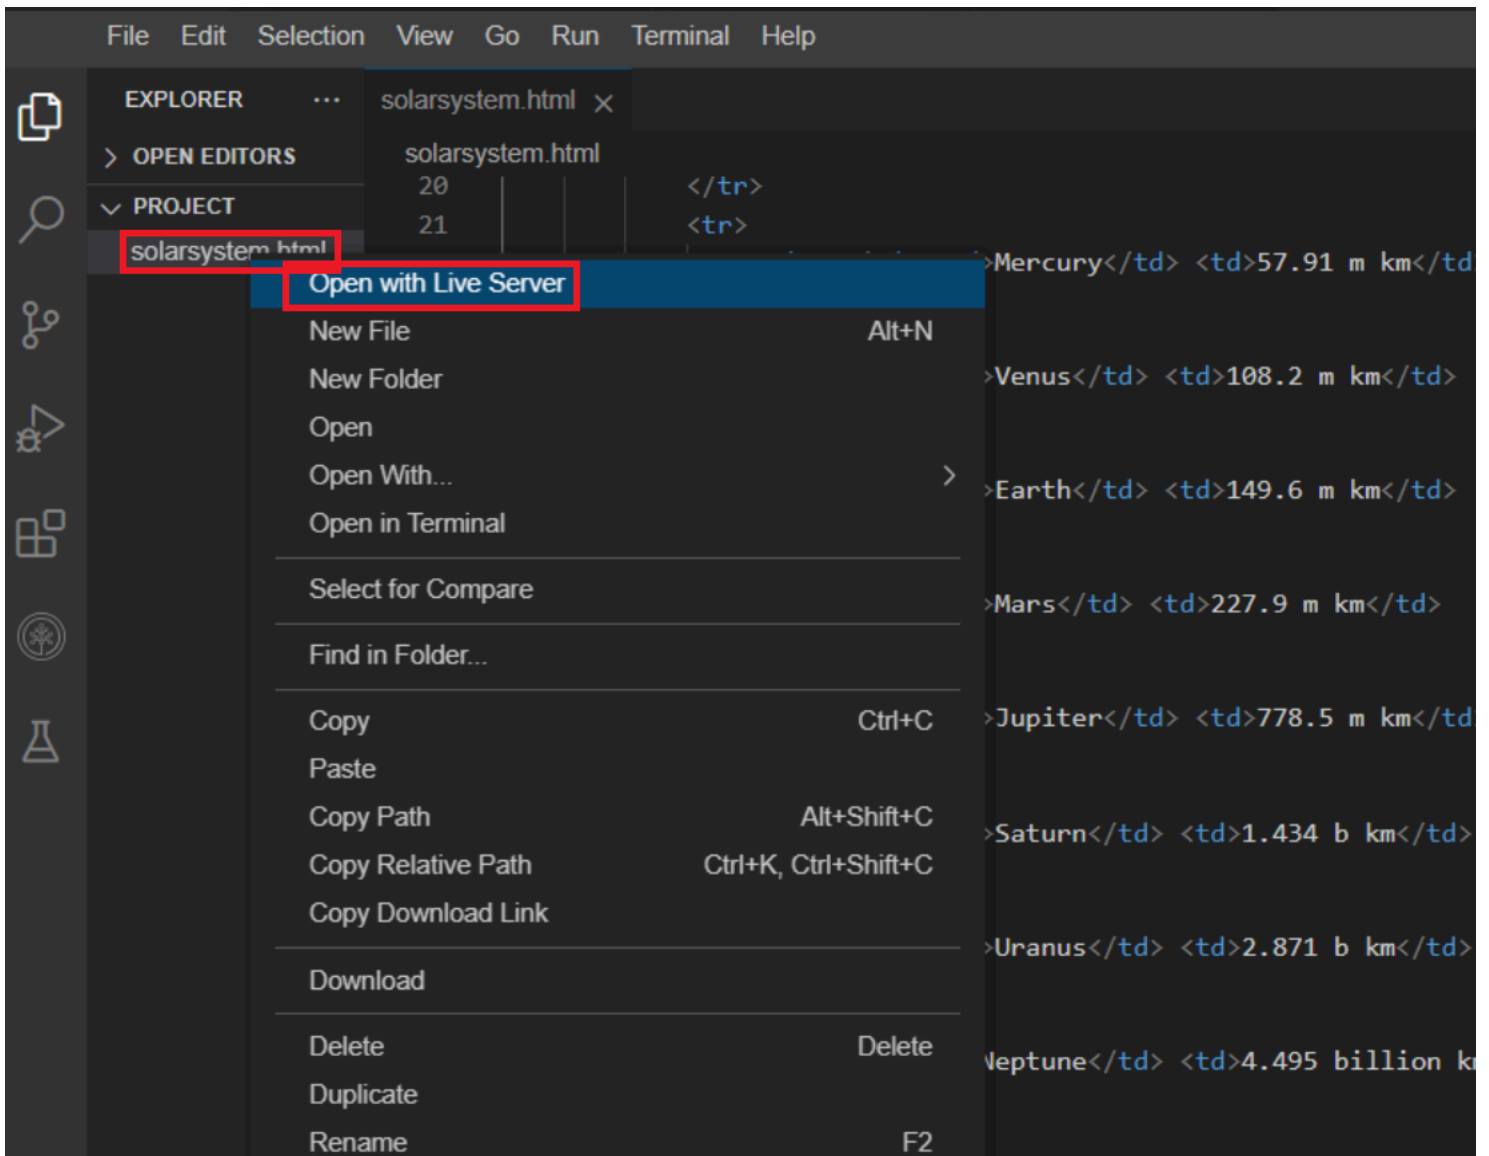 File Edit Selection View Go Run Terminal Help
EXPLORER ...
solarsystem.html ×
> OPEN EDITORS
solarsystem.html
PROJECT
solarsystem.html
20 </tr>
21 <tr>
>Mercury</td> <td>57.91 m km</td
Open with Live Server
New File Alt+N
New Folder
>Venus</td> <td>108.2 m km</td>
Open
Open With...
>Earth</td> <td>149.6 m km</td>
Open in Terminal
Select for Compare
>Mars</td> <td>227.9 m km</td>
Find in Folder...
Copy Ctrl+C
>Jupiter</td> <td>778.5 m km</td
Paste
Copy Path Alt+Shift+C
>Saturn</td> <td>1.434 b km</td>
Copy Relative Path Ctrl+K, Ctrl+Shift+C
Copy Download Link
>Uranus</td> <td>2.871 b km</td>
Download
Delete Delete
Neptune</td> <td>4.495 billion k
Duplicate
Rename F2